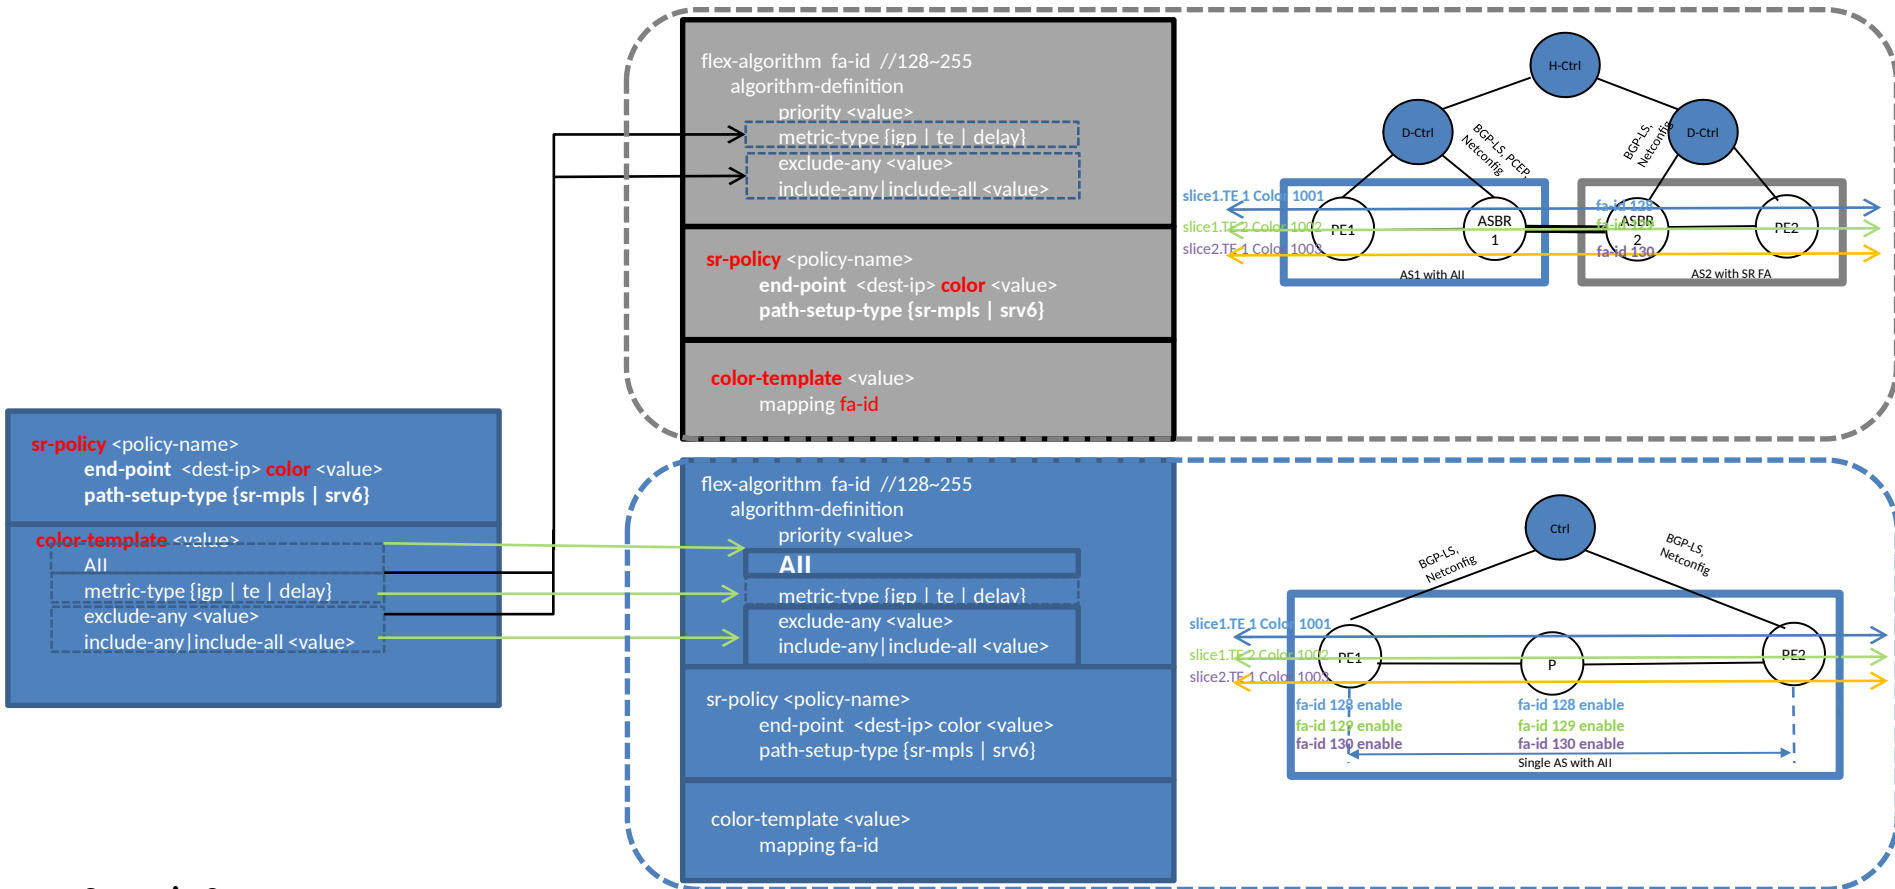 flex-algorithm fa-id //128~255
algorithm-definition
priority <value>
metric-type {igp | te | delay}
exclude-any <value>
include-any|include-all <value>
sr-policy <policy-name>
end-point <dest-ip> color <value>
path-setup-type {sr-mpls | srv6}
color-template <value>
mapping fa-id
H-Ctrl
D-Ctrl
D-Ctrl
BGP-LS, PCEP,
Netconfig
BGP-LS,
Netconfig
slice1.TE 1 Color 1001
slice1.TE 2 Color 1002
slice2.TE 1 Color 1003
PE1
ASBR
1
ASBR
2
PE2
fa-id 128
fa-id 129
fa-id 130
AS1 with AII
AS2 with SR FA
sr-policy <policy-name>
end-point <dest-ip> color <value>
path-setup-type {sr-mpls | srv6}
color-template <value>
AII
metric-type {igp | te | delay}
exclude-any <value>
include-any|include-all <value>
flex-algorithm fa-id //128~255
algorithm-definition
priority <value>
AII
metric-type {igp | te | delay}
exclude-any <value>
include-any|include-all <value>
sr-policy <policy-name>
end-point <dest-ip> color <value>
path-setup-type {sr-mpls | srv6}
color-template <value>
mapping fa-id
Ctrl
BGP-LS,
Netconfig
BGP-LS,
Netconfig
slice1.TE 1 Color 1001
slice1.TE 2 Color 1002
slice2.TE 1 Color 1003
PE1
P
PE2
fa-id 128 enable
fa-id 129 enable
fa-id 130 enable
fa-id 128 enable
fa-id 129 enable
fa-id 130 enable
Single AS with AII